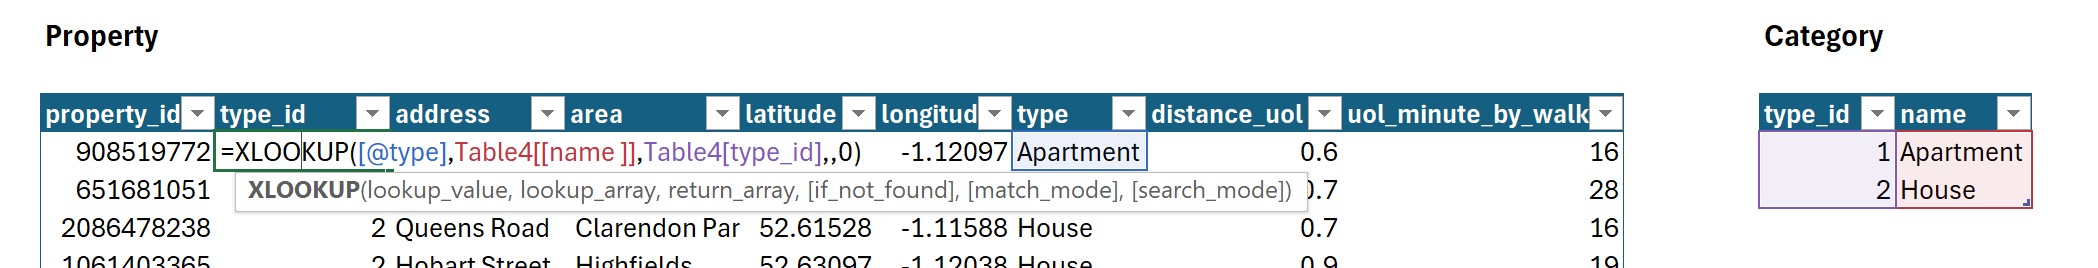 Property Category
property_id type_id address area latitude longitud type distance_uol uol_minute_by_walk type_id name
908519772 =XLOOKUP([@type],Table4[[name ]],Table4[type_id],,0) -1.12097 Apartment 0.6 16 1 Apartment
651681051 XLOOKUP(lookup_value, lookup_array, return_array, [if_not_found], [match_mode], [search_mode]) 0.7 28 2 House
2086478238 2 Queens Road Clarendon Par 52.61528 -1.11588 House 0.7 16
1061403365 2 Hobart Street Highfields 52.63097 -1.12038 House 0.9 19